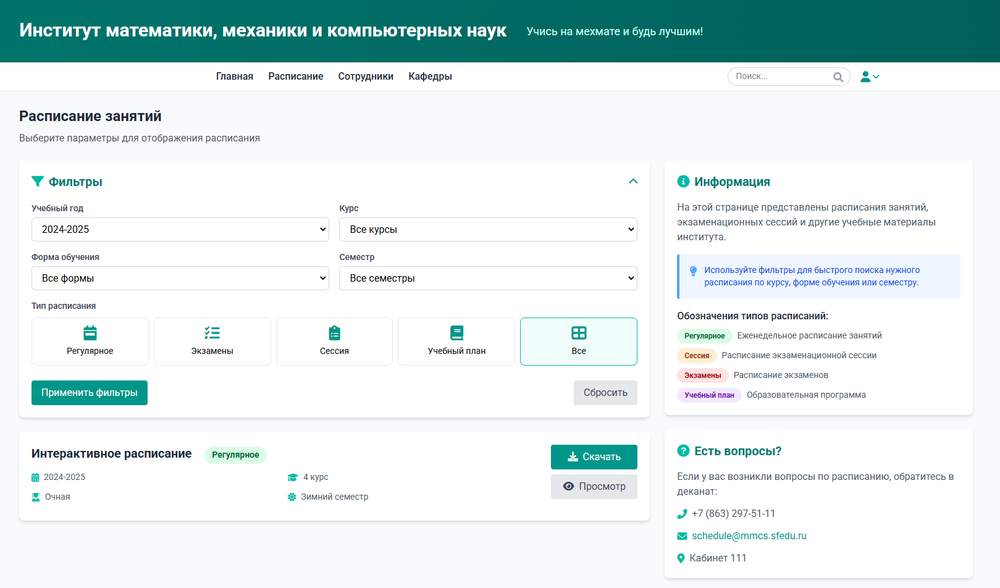 Институт математики, механики и компьютерных наук
Учись на мехмате и будь лучшим!
Главная Расписание Сотрудники Кафедры
Поиск...
Расписание занятий
Выберите параметры для отображения расписания
Фильтры
Учебный год
2024-2025
Курс
Все курсы
Форма обучения
Все формы
Семестр
Все семестры
Тип расписания
Регулярное
Экзамены
Сессия
Учебный план
Все
Применить фильтры
Сбросить
Интерактивное расписание
Регулярное
2024-2025
4 курс
Очная
Зимний семестр
Скачать
Просмотр
Информация
На этой странице представлены расписания занятий,
экзаменационных сессий и другие учебные материалы
института.
Используйте фильтры для быстрого поиска нужного
расписания по курсу, форме обучения или семестру.
Обозначения типов расписаний:
Регулярное Еженедельное расписание занятий
Сессия Расписание экзаменационной сессии
Экзамены Расписание экзаменов
Учебный план Образовательная программа
Есть вопросы?
Если у вас возникли вопросы по расписанию, обратитесь в
деканат:
+7 (863) 297-51-11
schedule@mmcs.sfedu.ru
Кабинет 111